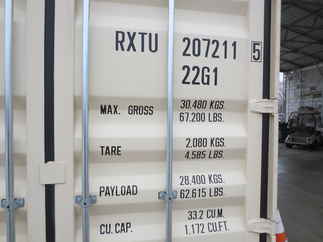 RXTU 207211 5
22G1
MAX. GROSS 30.480 KGS.
67.200 LBS.
TARE 2.080 KGS.
4.585 LBS.
PAYLOAD 28.400 KGS.
62.615 LBS.
CU. CAP. 33.2 CU.M.
1.172 CU.FT.